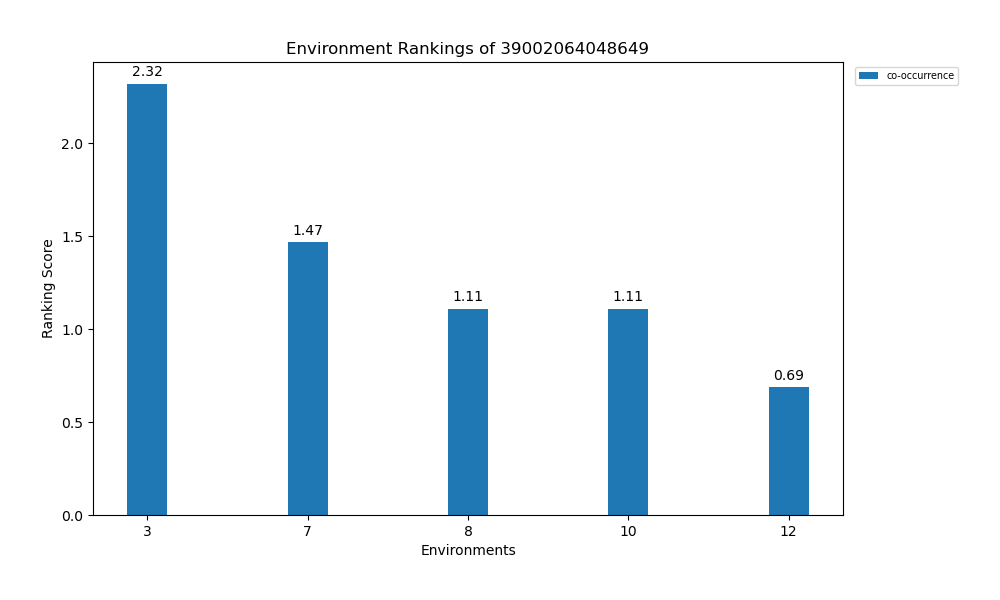 Environment Rankings of 39002064048649
co-occurrence
2.32
1.47
1.11
1.11
0.69
Ranking Score
2.0
1.5
1.0
0.5
0.0
3 7 8 10 12
Environments